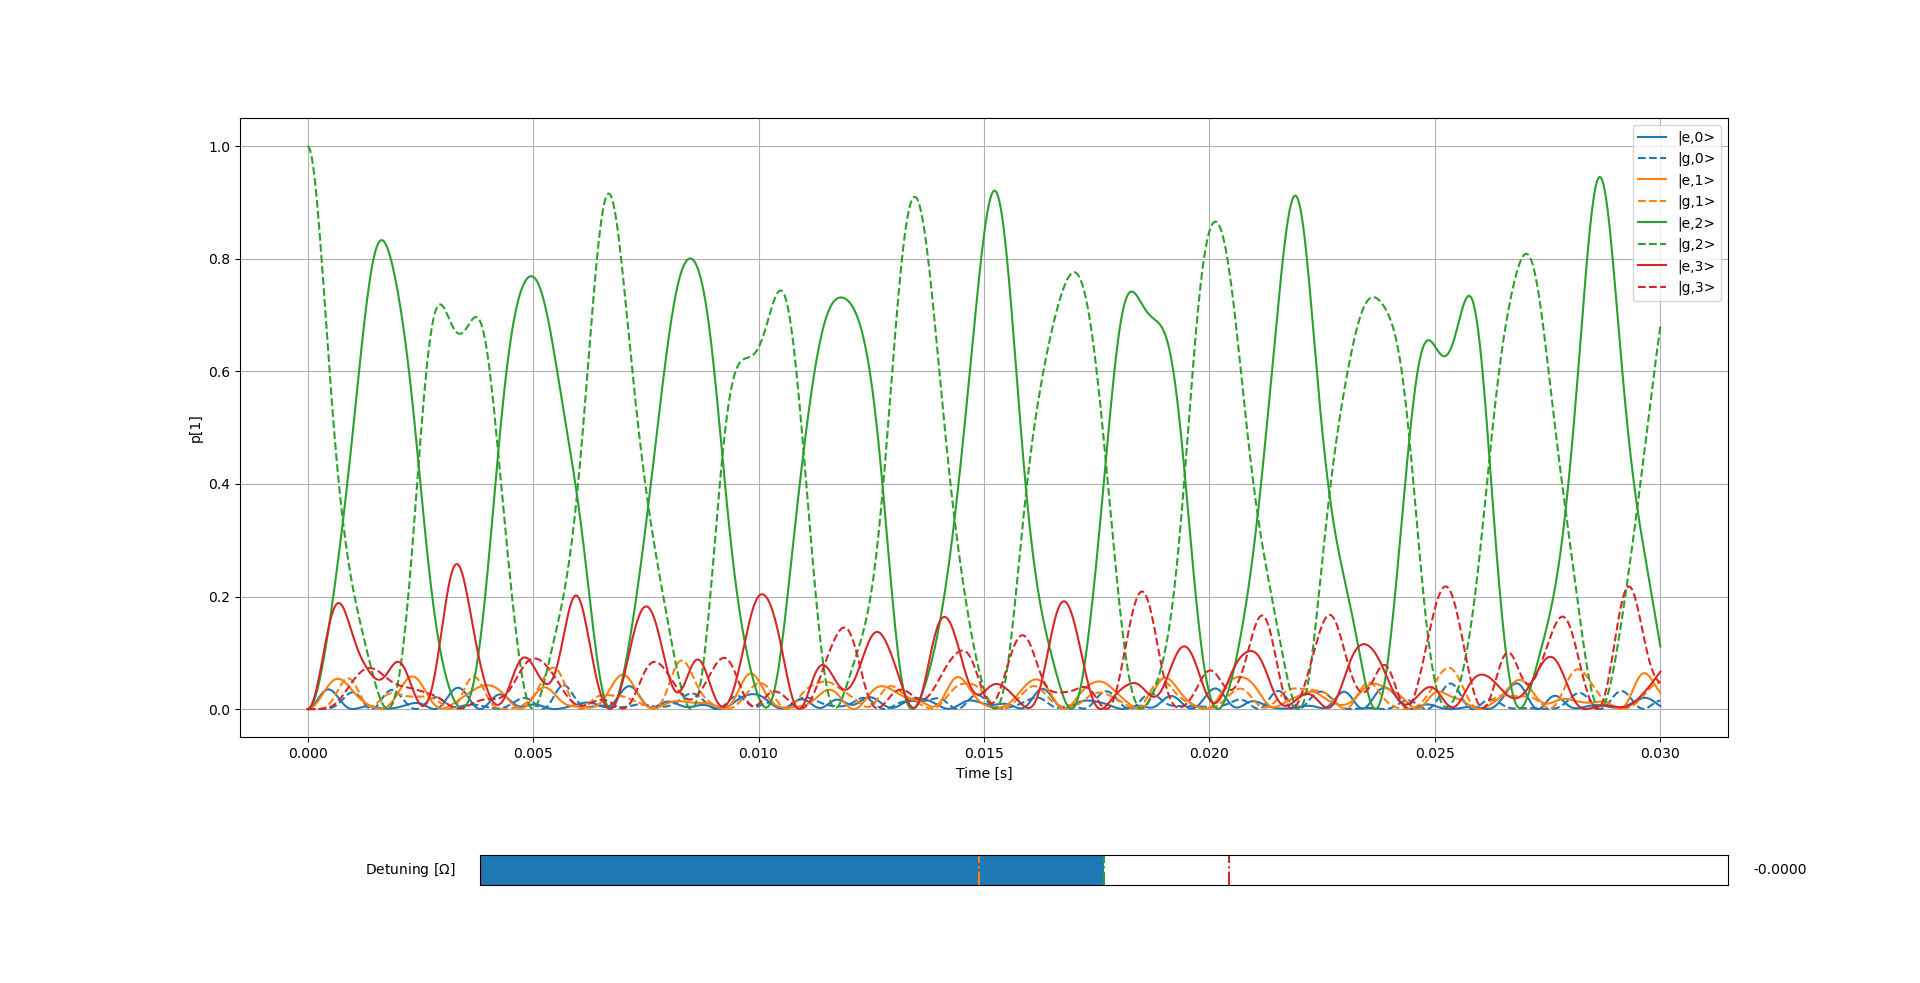 1.0
0.8
0.6
0.4
0.2
0.0
p[1]
|e,0>
|g,0>
|e,1>
|g,1>
|e,2>
|g,2>
|e,3>
|g,3>
0.000 0.005 0.010 0.015 0.020 0.025 0.030
Time [s]
Detuning [Ω] -0.0000